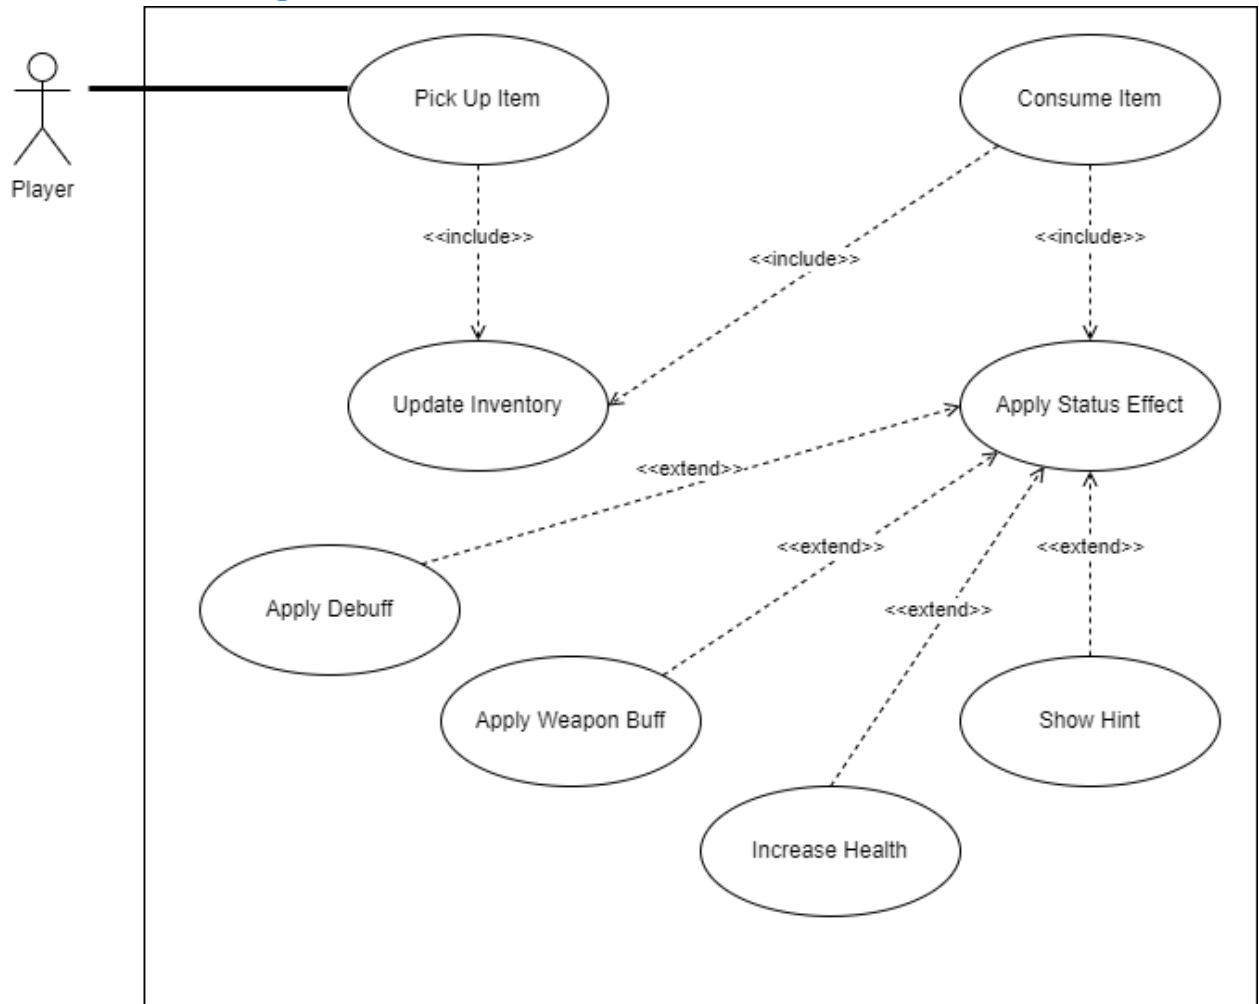 Pick Up Item
Consume Item
Player
<<include>>
<<include>>
<<include>>
Update Inventory
Apply Status Effect
<<extend>>
<<extend>>
<<extend>>
<<extend>>
Apply Debuff
Apply Weapon Buff
Show Hint
Increase Health